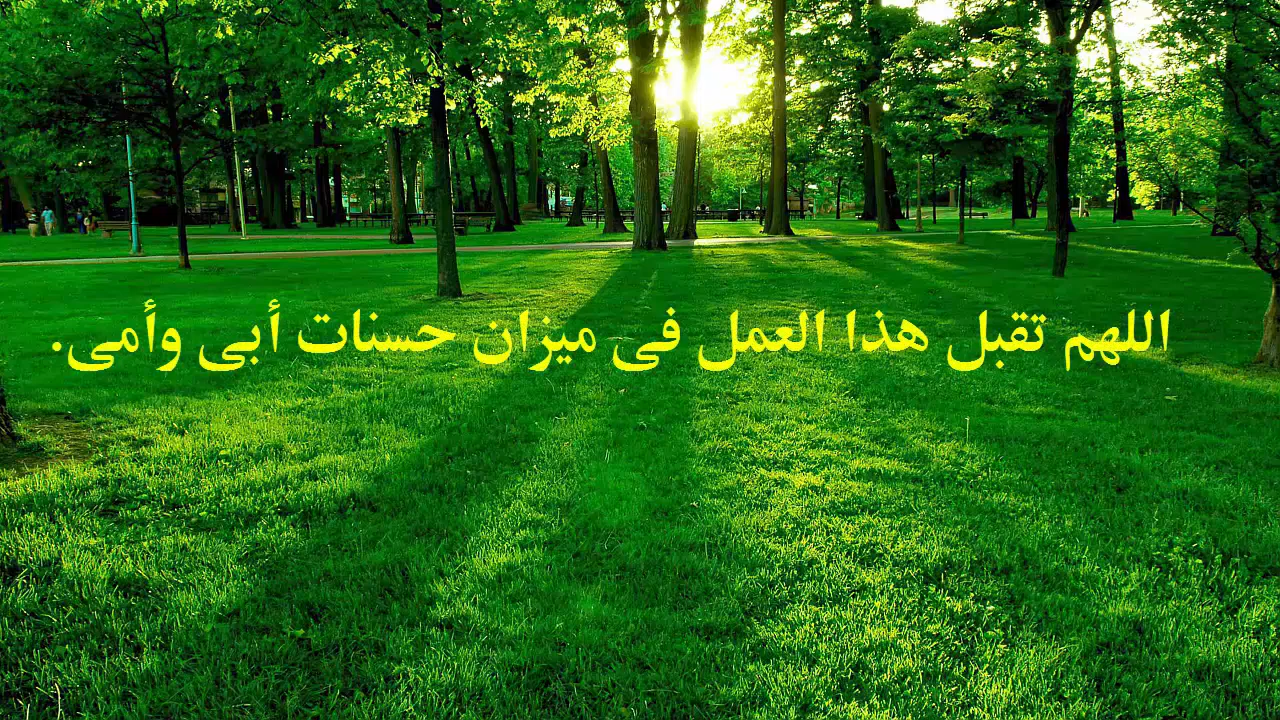 اللهم تقبل هذا العمل فى ميزان حسنات أبى وأمى.